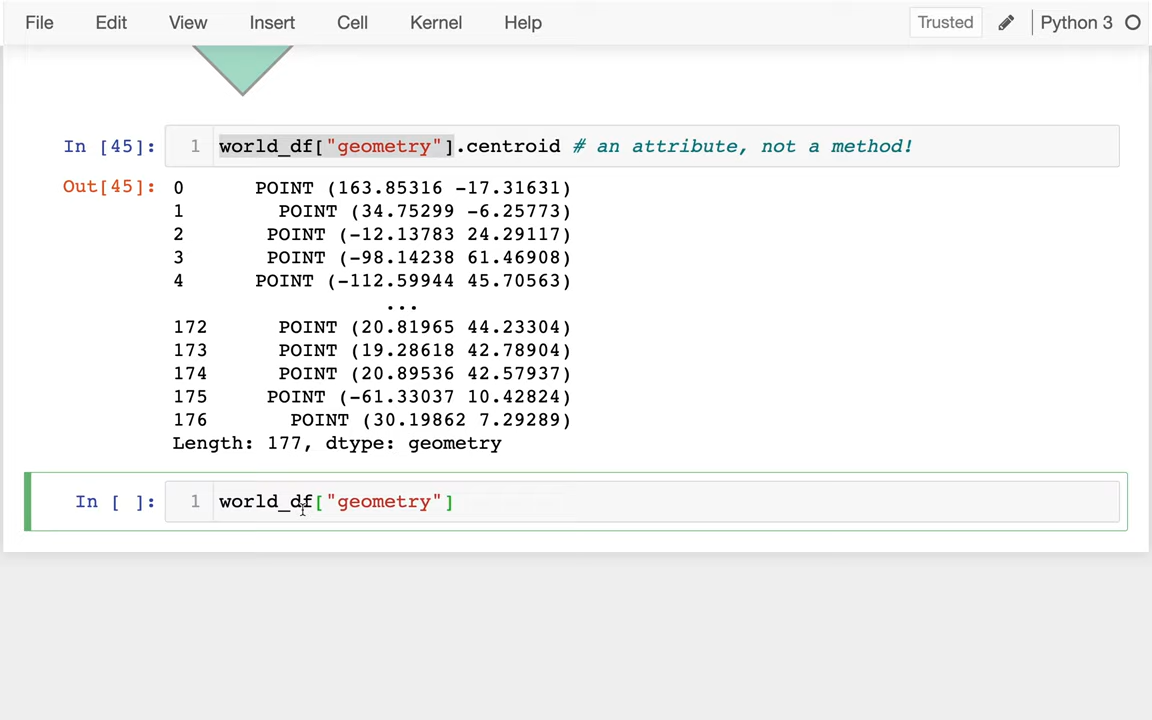 File Edit View Insert Cell Kernel Help Trusted Python 3
In [45]: 1 world_df["geometry"].centroid # an attribute, not a method!
Out[45]: 0 POINT (163.85316 -17.31631)
1 POINT (34.75299 -6.25773)
2 POINT (-12.13783 24.29117)
3 POINT (-98.14238 61.46908)
4 POINT (-112.59944 45.70563)
...
172 POINT (20.81965 44.23304)
173 POINT (19.28618 42.78904)
174 POINT (20.89536 42.57937)
175 POINT (-61.33037 10.42824)
176 POINT (30.19862 7.29289)
Length: 177, dtype: geometry
In [ ]: 1 world_df["geometry"]